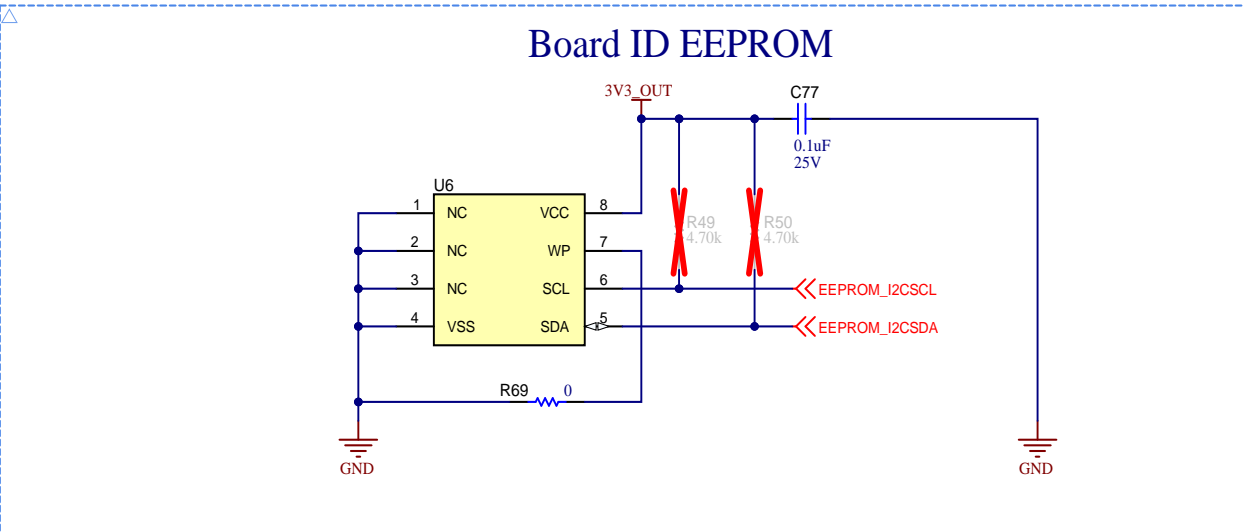 Board ID EEPROM
3V3_OUT
C77
0.1uF
25V
U6
1 NC VCC 8
2 NC WP 7
3 NC SCL 6
4 VSS SDA 5
R49
4.70k
R50
4.70k
EEPROM_I2CSCL
EEPROM_I2CSDA
R69 0
GND
GND